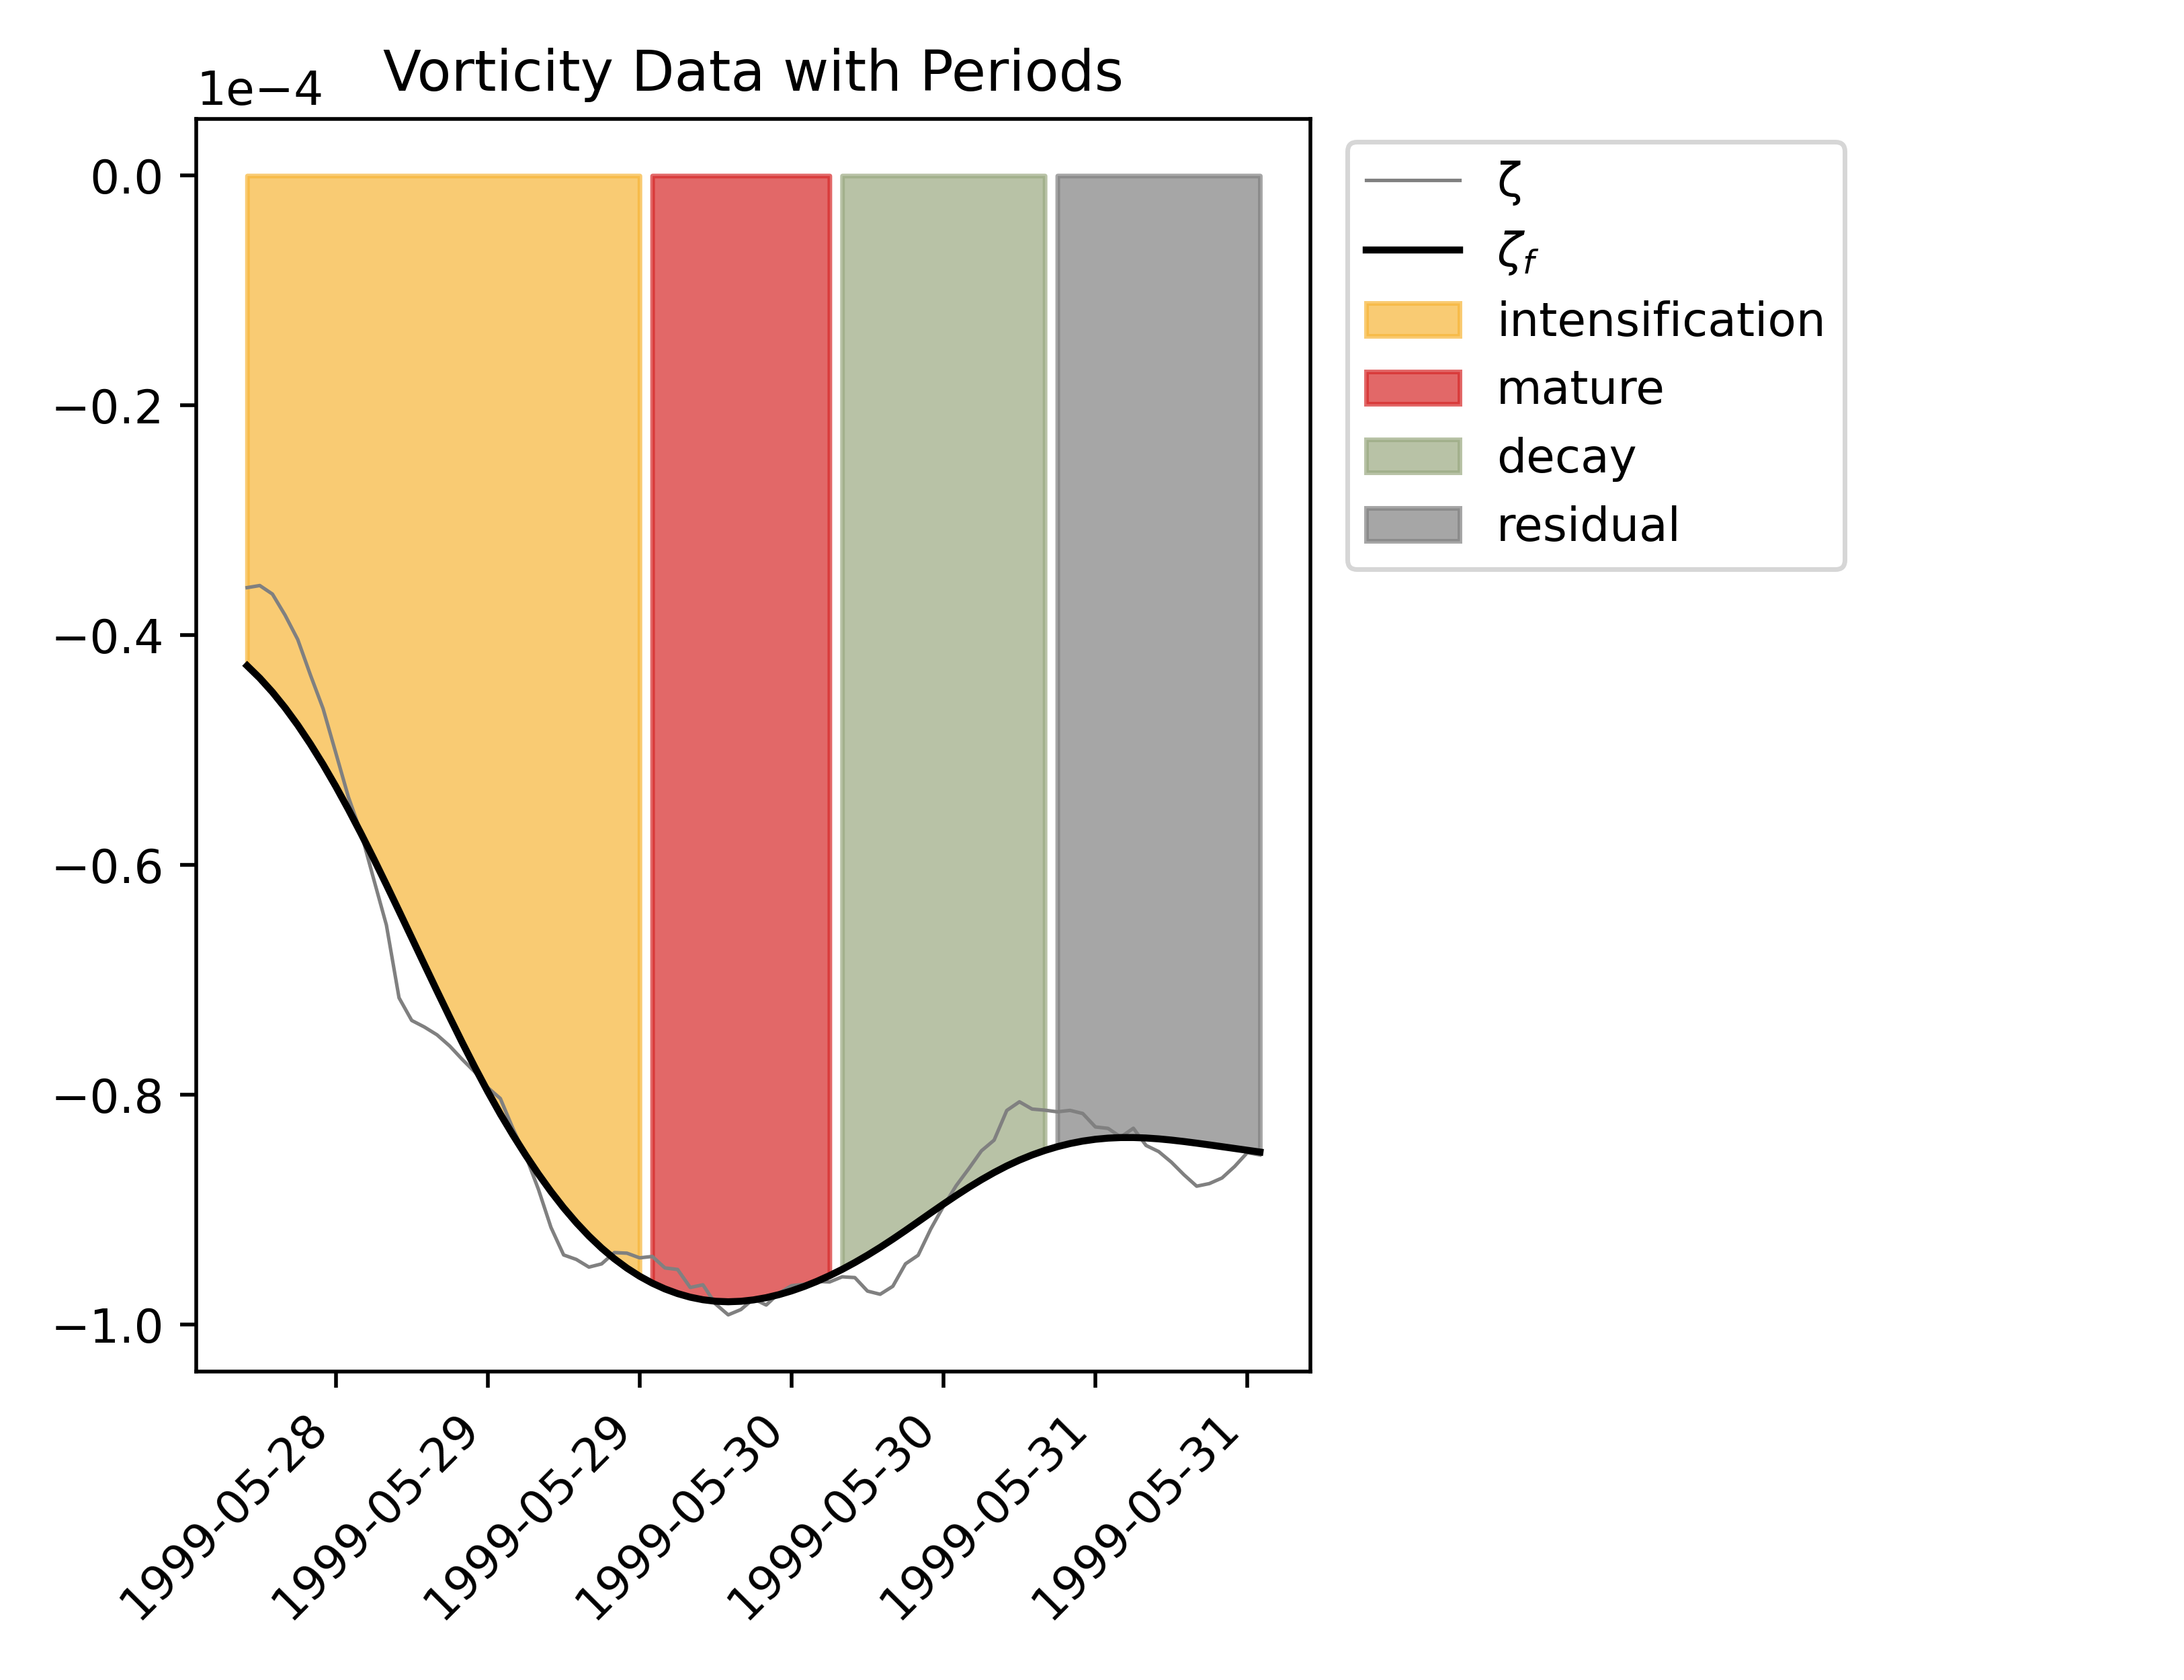 Vorticity Data with Periods
1e−4
0.0
−0.2
−0.4
−0.6
−0.8
−1.0
1999-05-28
1999-05-29
1999-05-29
1999-05-30
1999-05-30
1999-05-31
1999-05-31
ζ
ζf
intensification
mature
decay
residual